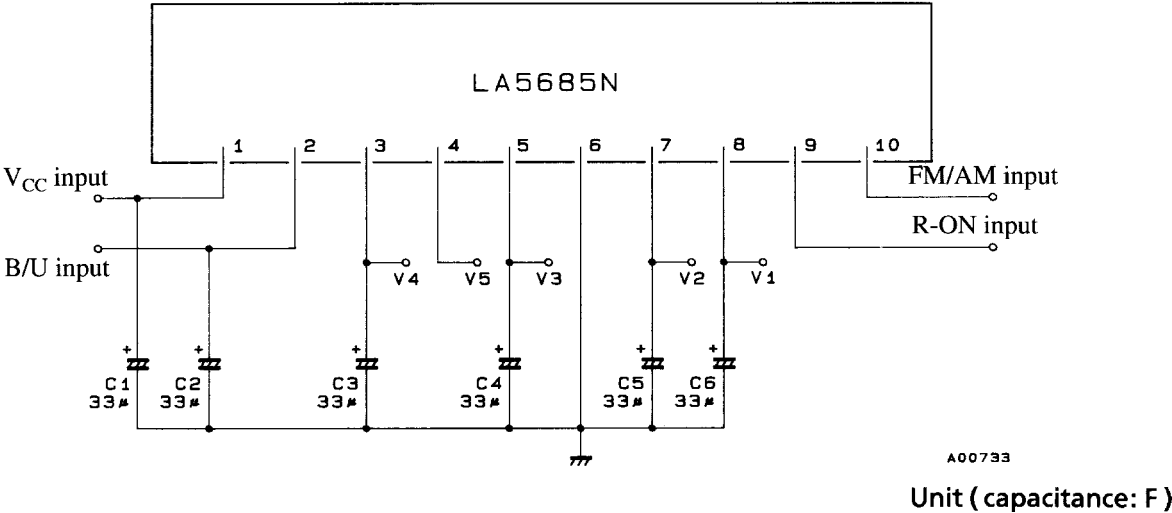 LA5685N
1 2 3 4 5 6 7 8 9 10
V_CC input
FM/AM input
R-ON input
B/U input
V4 V5 V3 V2 V1
+ + + + + +
C1 C2 C3 C4 C5 C6
33μ 33μ 33μ 33μ 33μ 33μ
A00733
Unit ( capacitance: F )